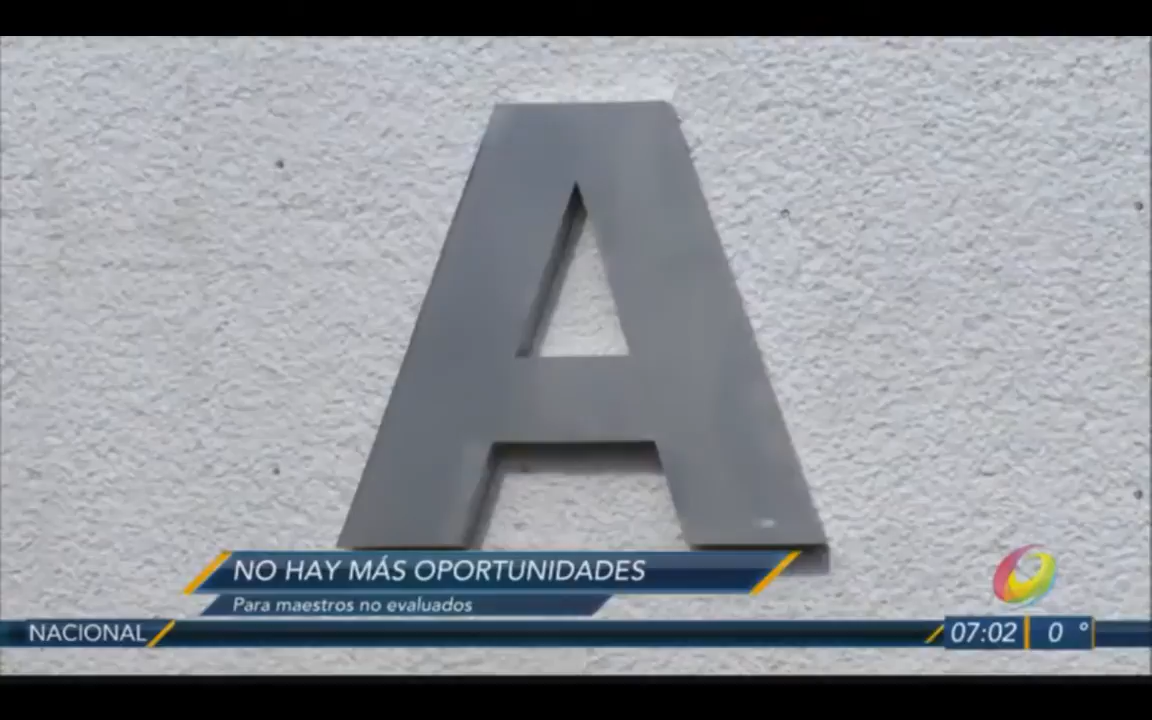 A
NO HAY MÁS OPORTUNIDADES
Para maestros no evaluados
NACIONAL
07:02 0 °